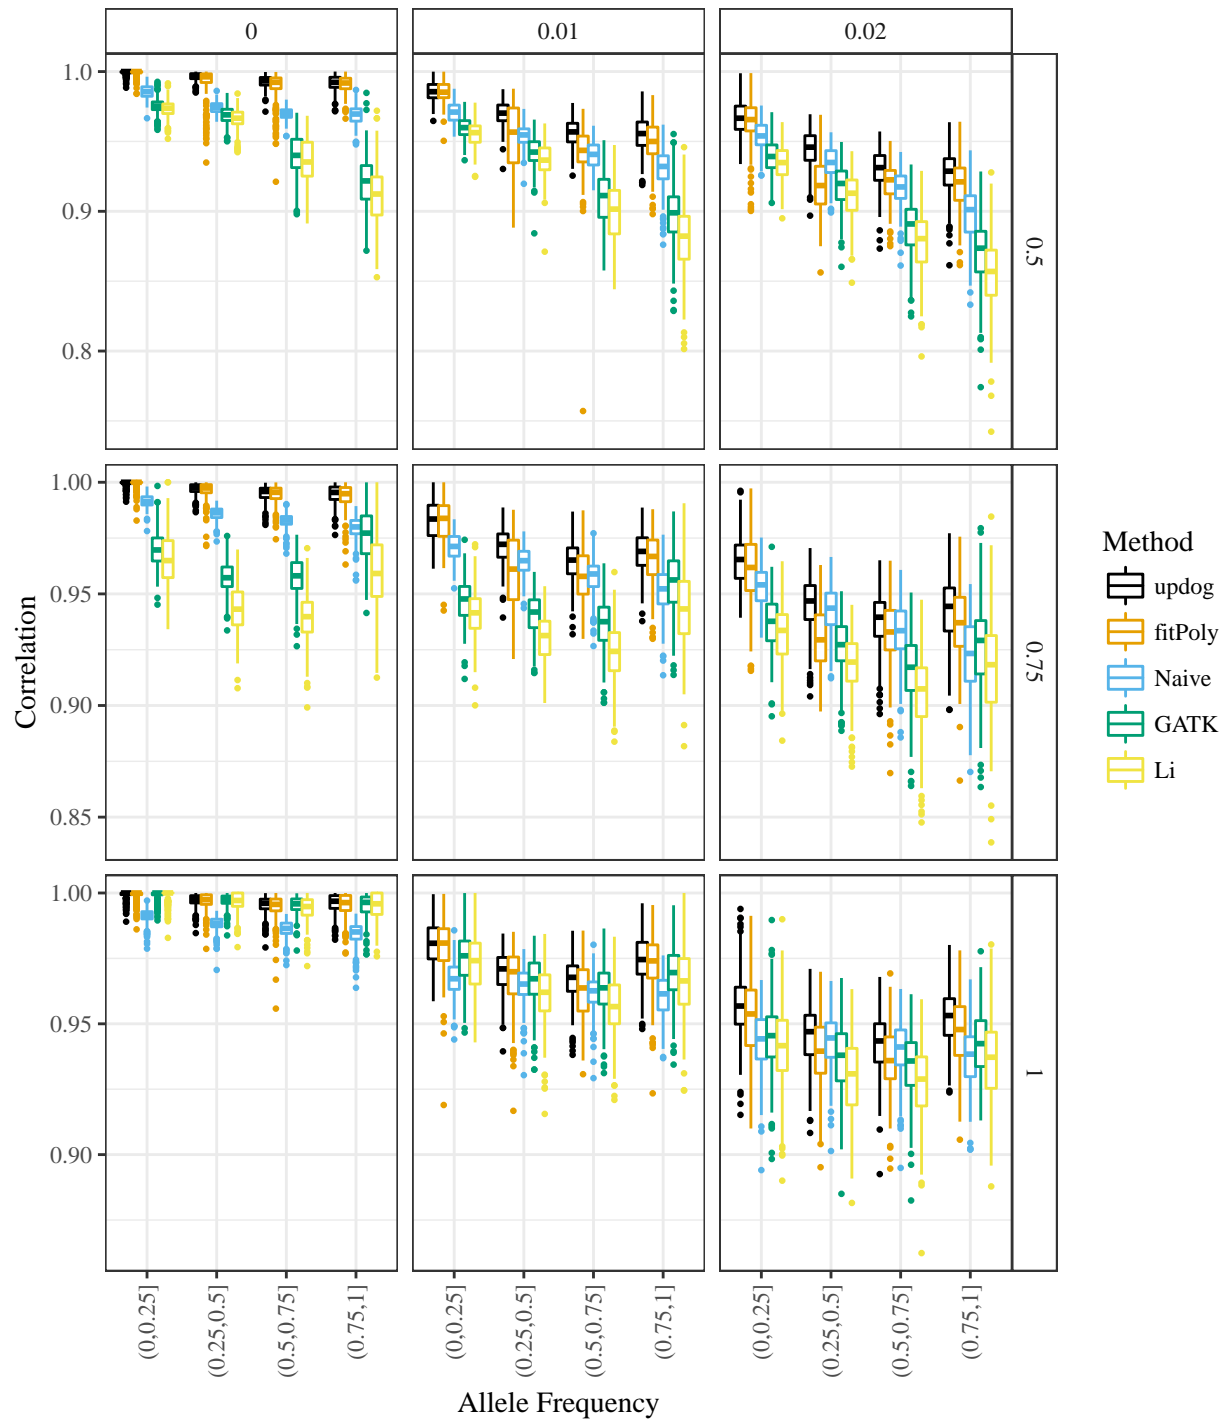 0 0.01 0.02
1.0
0.9
0.8
0.5
1.00
0.95
0.90
0.85
0.75
1.00
0.95
0.90
1
Correlation
(0,0.25] (0.25,0.5] (0.5,0.75] (0.75,1] (0,0.25] (0.25,0.5] (0.5,0.75] (0.75,1] (0,0.25] (0.25,0.5] (0.5,0.75] (0.75,1]
Allele Frequency
Method
updog
fitPoly
Naive
GATK
Li